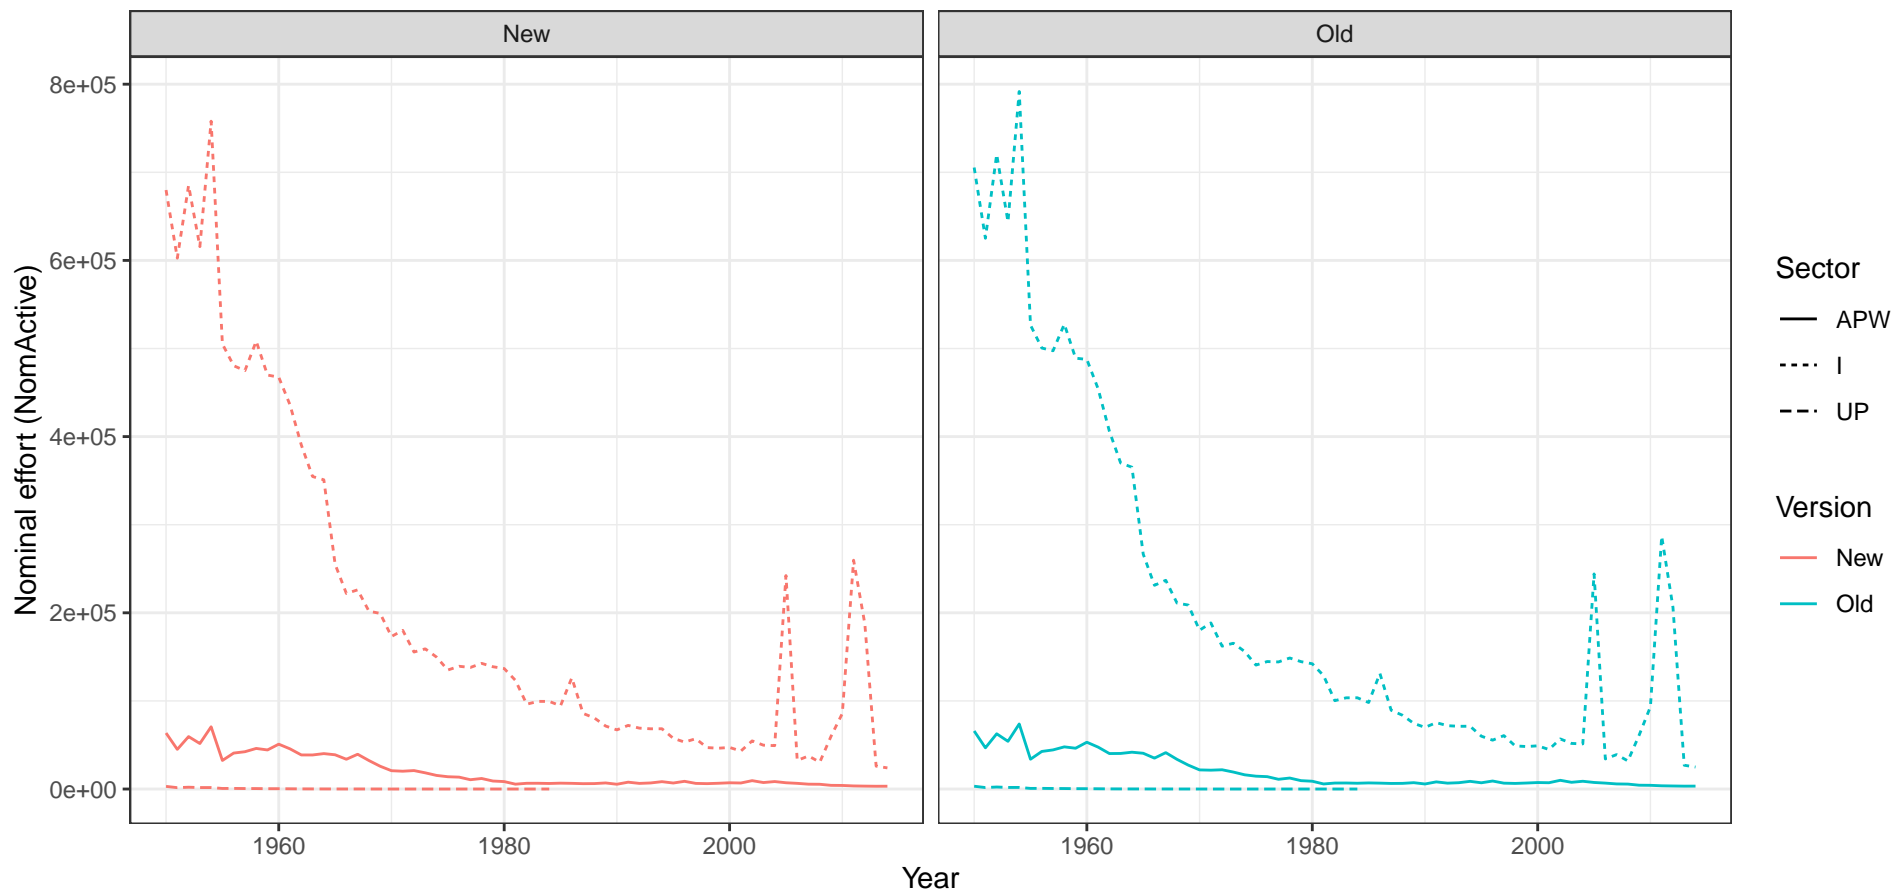 New
Old
8e+05
6e+05
4e+05
2e+05
0e+00
Nominal effort (NomActive)
1960
1980
2000
1960
1980
2000
Year
Sector
APW
I
UP
Version
New
Old